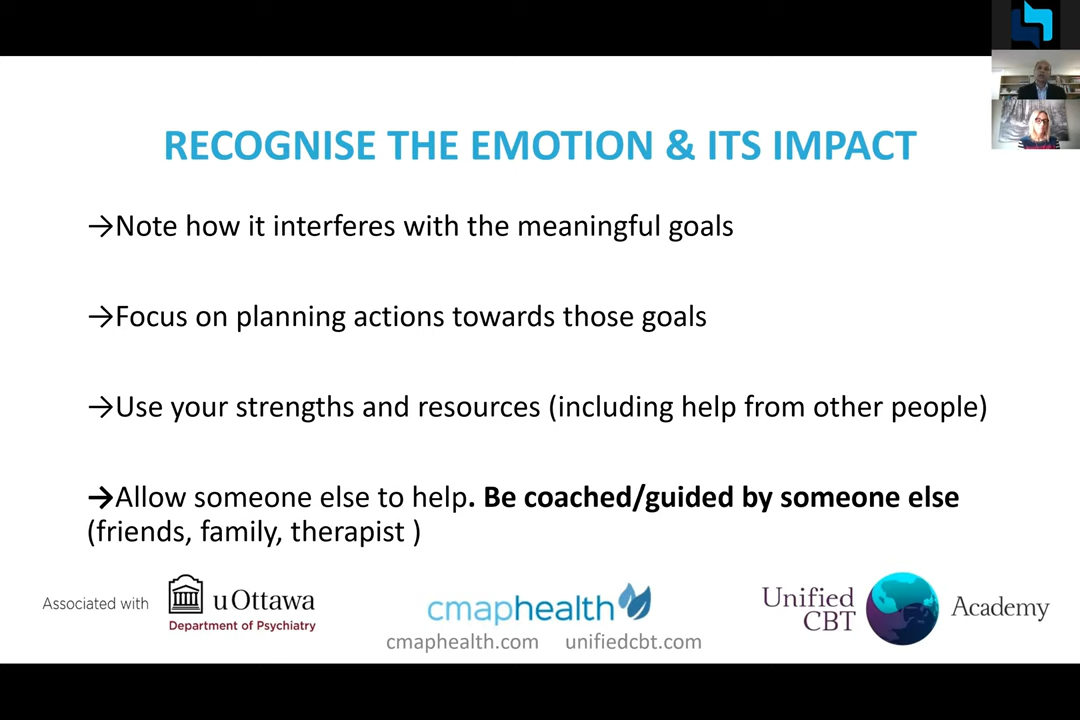 RECOGNISE THE EMOTION & ITS IMPACT
→Note how it interferes with the meaningful goals
→Focus on planning actions towards those goals
→Use your strengths and resources (including help from other people)
→Allow someone else to help. Be coached/guided by someone else
(friends, family, therapist )
Associated with
uOttawa
Department of Psychiatry
cmaphealth
cmaphealth.com unifiedcbt.com
Unified
CBT
Academy